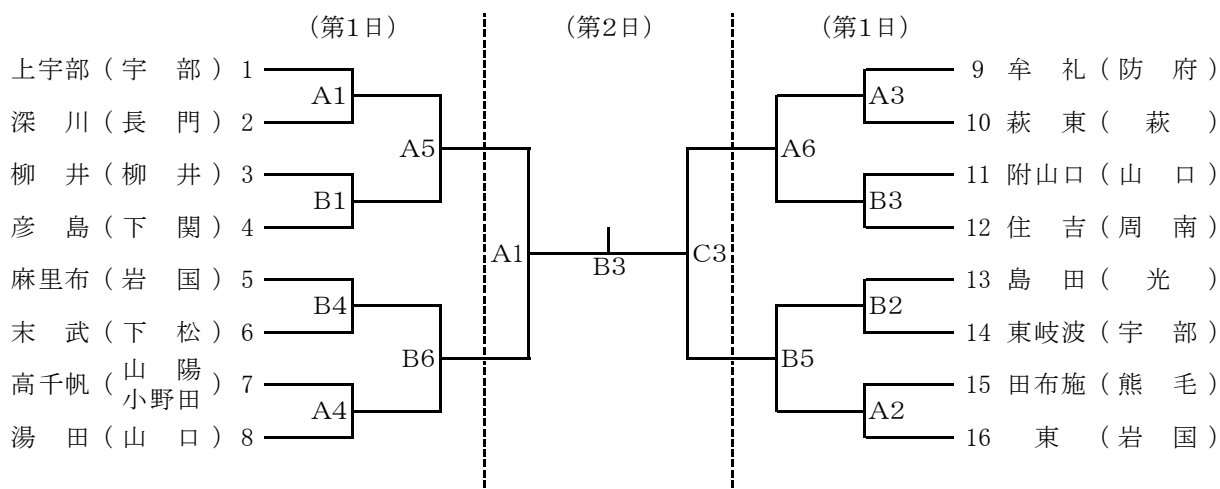 (第1日) (第2日) (第1日)
上宇部 ( 宇 部 ) 1 9 牟 礼 ( 防 府 )
A1 A3
深 川 ( 長 門 ) 2 10 萩 東 ( 萩 )
A5 A6
柳 井 ( 柳 井 ) 3 11 附山口 ( 山 口 )
B1 B3
彦 島 ( 下 関 ) 4 12 住 吉 ( 周 南 )
A1 B3 C3
麻里布 ( 岩 国 ) 5 13 島 田 ( 光 )
B4 B2
末 武 ( 下 松 ) 6 14 東岐波 ( 宇 部 )
B6 B5
高千帆 ( 山 陽 小野田 ) 7 15 田布施 ( 熊 毛 )
A4 A2
湯 田 ( 山 口 ) 8 16 東 ( 岩 国 )